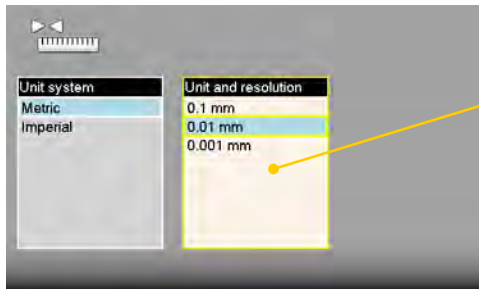 Unit system
Metric
Imperial
Unit and resolution
0.1 mm
0.01 mm
0.001 mm